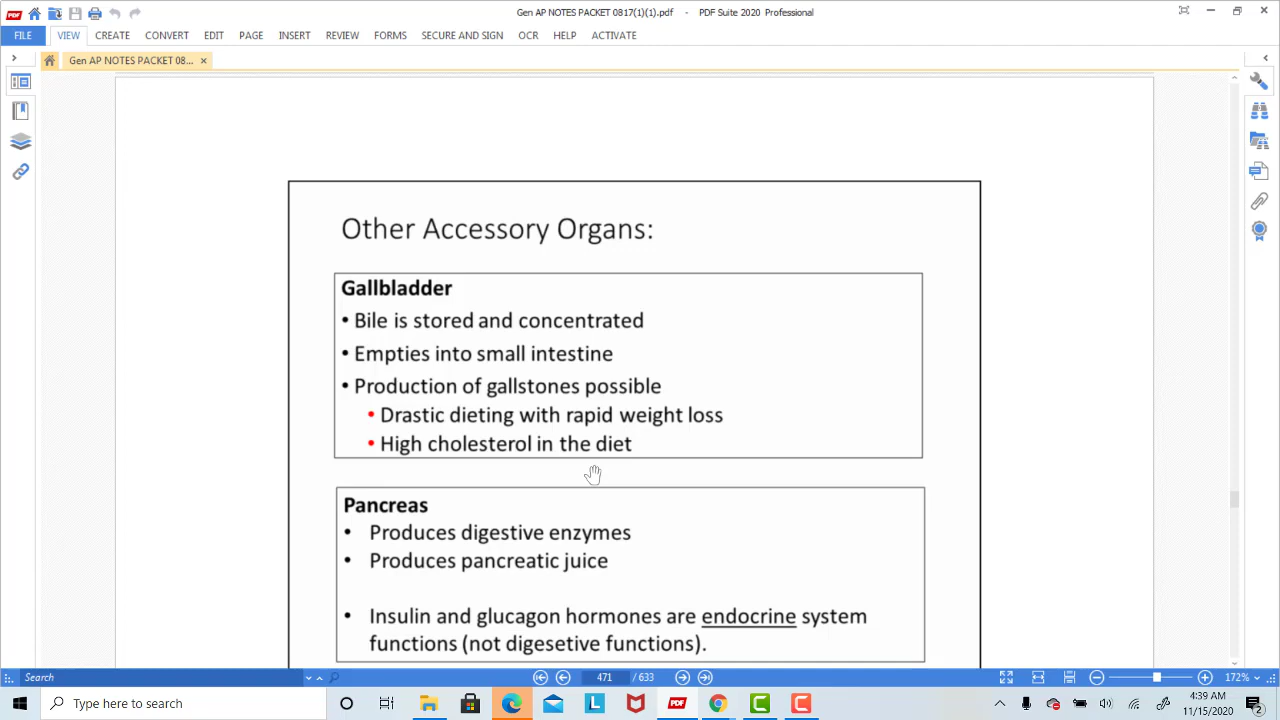 Gen AP NOTES PACKET 0817(1)(1).pdf - PDF Suite 2020 Professional
FILE VIEW CREATE CONVERT EDIT PAGE INSERT REVIEW FORMS SECURE AND SIGN OCR HELP ACTIVATE
Gen AP NOTES PACKET 08... ×
Other Accessory Organs:
Gallbladder
• Bile is stored and concentrated
• Empties into small intestine
• Production of gallstones possible
• Drastic dieting with rapid weight loss
• High cholesterol in the diet
Pancreas
• Produces digestive enzymes
• Produces pancreatic juice
• Insulin and glucagon hormones are endocrine system
functions (not digesetive functions).
Search 471 / 633 172%
Type here to search 4:39 AM
11/15/2020 2